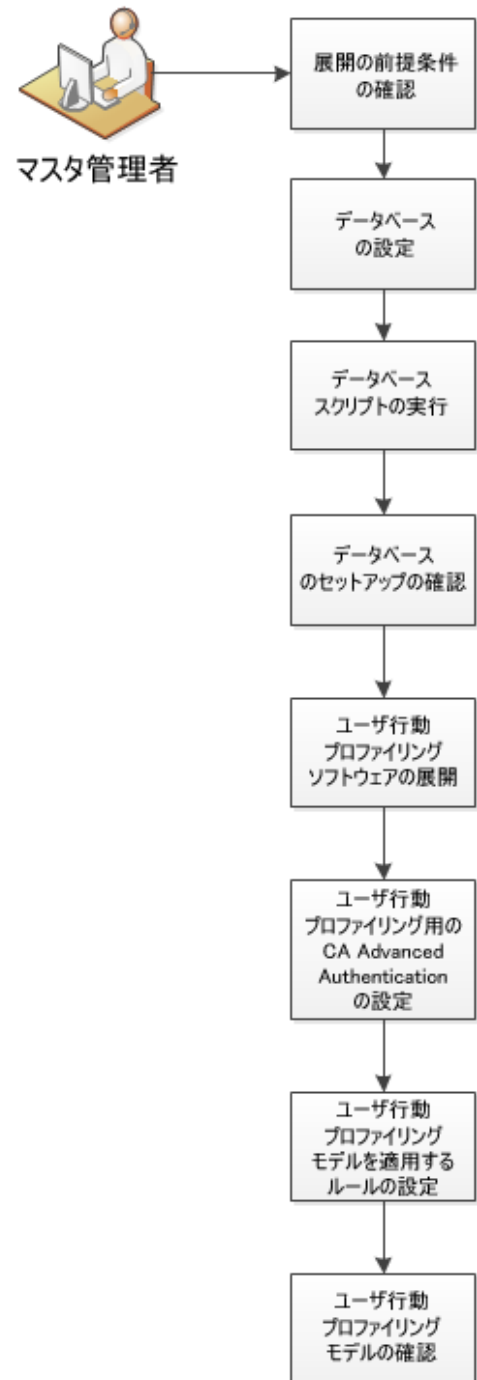 マスタ管理者
展開の前提条件
の確認
データベース
の設定
データベース
スクリプトの実行
データベース
のセットアップの確認
ユーザ行動
プロファイリング
ソフトウェアの展開
ユーザ行動
プロファイリング用の
CA Advanced
Authentication
の設定
ユーザ行動
プロファイリング
モデルを適用する
ルールの設定
ユーザ行動
プロファイリング
モデルの確認